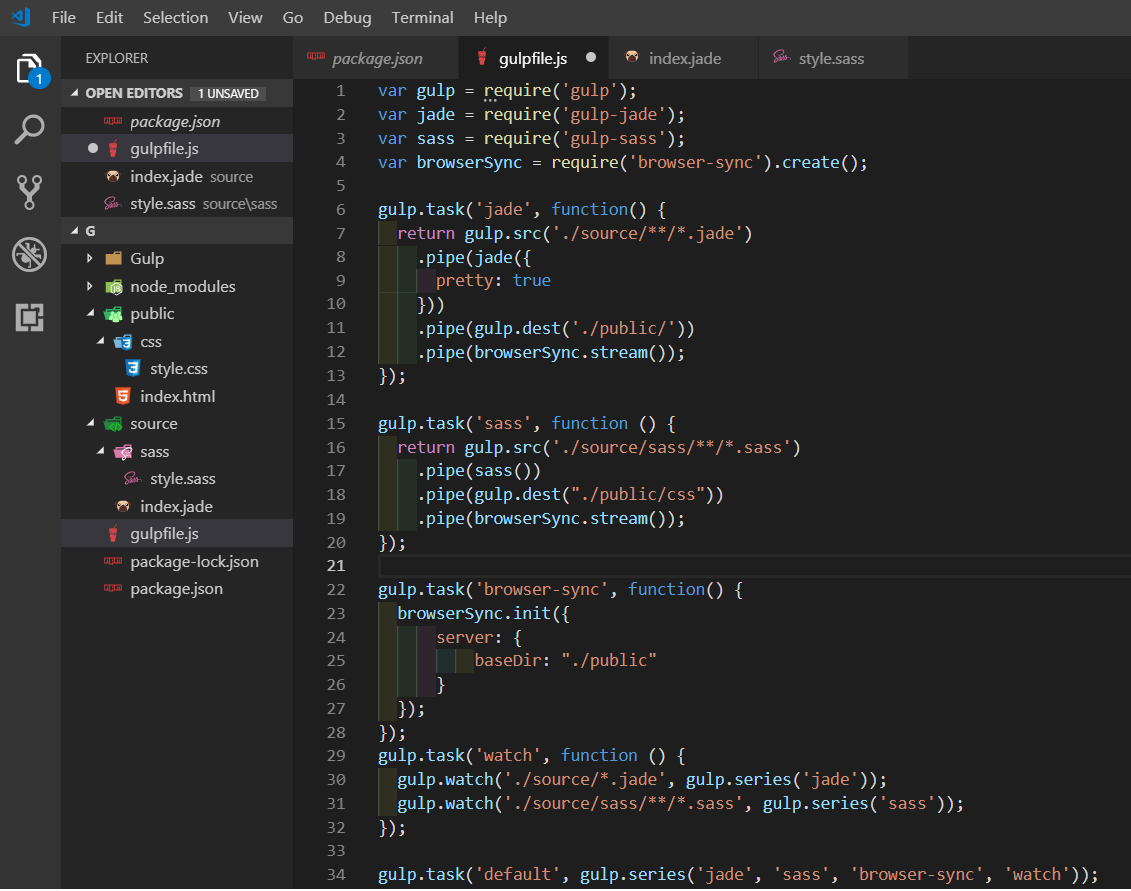 File Edit Selection View Go Debug Terminal Help
1
EXPLORER
OPEN EDITORS 1 UNSAVED
package.json
gulpfile.js
index.jade source
style.sass source\sass
G
Gulp
node_modules
public
css
style.css
index.html
source
sass
style.sass
index.jade
gulpfile.js
package-lock.json
package.json
package.json gulpfile.js index.jade style.sass
1 var gulp = require('gulp');
2 var jade = require('gulp-jade');
3 var sass = require('gulp-sass');
4 var browserSync = require('browser-sync').create();
5
6 gulp.task('jade', function() {
7 return gulp.src('./source/**/*.jade')
8 .pipe(jade({
9 pretty: true
10 }))
11 .pipe(gulp.dest('./public/'))
12 .pipe(browserSync.stream());
13 });
14
15 gulp.task('sass', function () {
16 return gulp.src('./source/sass/**/*.sass')
17 .pipe(sass())
18 .pipe(gulp.dest("./public/css"))
19 .pipe(browserSync.stream());
20 });
21
22 gulp.task('browser-sync', function() {
23 browserSync.init({
24 server: {
25 baseDir: "./public"
26 }
27 });
28 });
29 gulp.task('watch', function () {
30 gulp.watch('./source/*.jade', gulp.series('jade'));
31 gulp.watch('./source/sass/**/*.sass', gulp.series('sass'));
32 });
33
34 gulp.task('default', gulp.series('jade', 'sass', 'browser-sync', 'watch'));